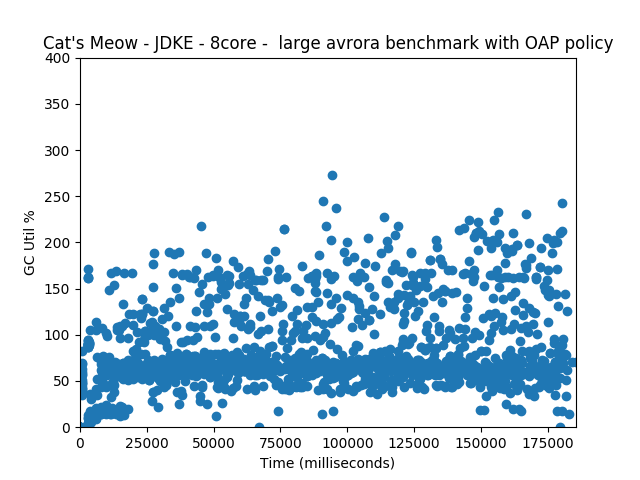 Cat's Meow - JDKE - 8core -  large avrora benchmark with OAP policy
400
350
300
250
200
150
100
50
0
GC Util %
0 25000 50000 75000 100000 125000 150000 175000
Time (milliseconds)